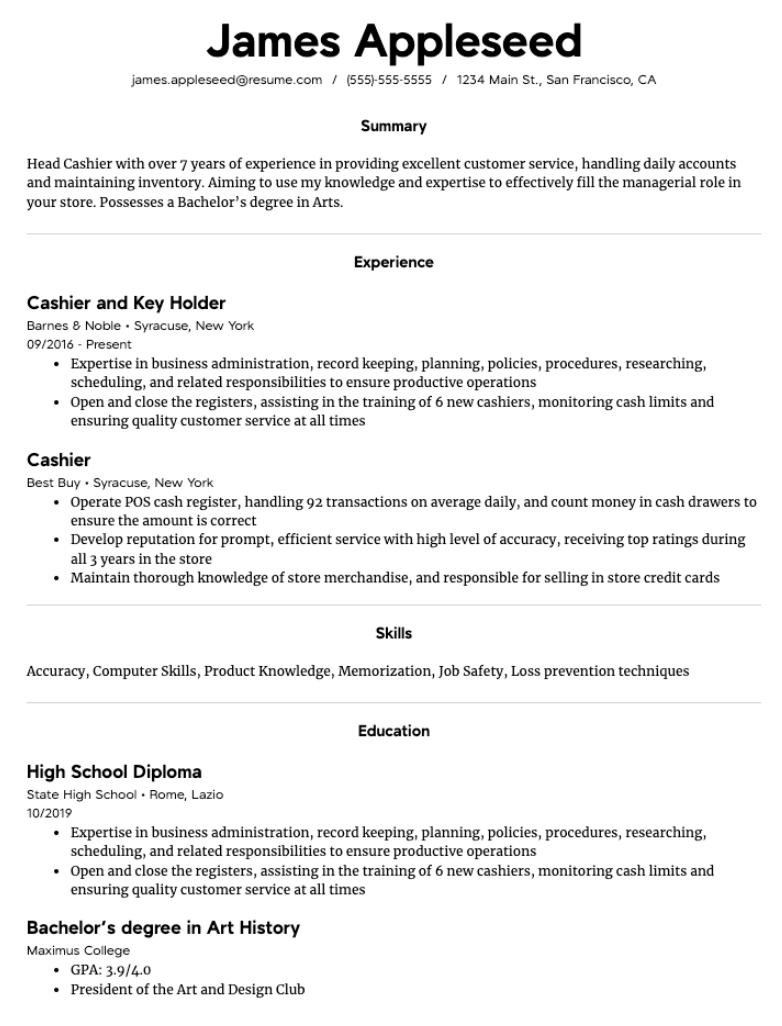 James Appleseed
james.appleseed@resume.com / (555)-555-5555 / 1234 Main St., San Francisco, CA
Summary
Head Cashier with over 7 years of experience in providing excellent customer service, handling daily accounts
and maintaining inventory. Aiming to use my knowledge and expertise to effectively fill the managerial role in
your store. Possesses a Bachelor's degree in Arts.
Experience
Cashier and Key Holder
Barnes & Noble • Syracuse, New York
09/2016 - Present
• Expertise in business administration, record keeping, planning, policies, procedures, researching,
scheduling, and related responsibilities to ensure productive operations
• Open and close the registers, assisting in the training of 6 new cashiers, monitoring cash limits and
ensuring quality customer service at all times
Cashier
Best Buy • Syracuse, New York
• Operate POS cash register, handling 92 transactions on average daily, and count money in cash drawers to
ensure the amount is correct
• Develop reputation for prompt, efficient service with high level of accuracy, receiving top ratings during
all 3 years in the store
• Maintain thorough knowledge of store merchandise, and responsible for selling in store credit cards
Skills
Accuracy, Computer Skills, Product Knowledge, Memorization, Job Safety, Loss prevention techniques
Education
High School Diploma
State High School • Rome, Lazio
10/2019
• Expertise in business administration, record keeping, planning, policies, procedures, researching,
scheduling, and related responsibilities to ensure productive operations
• Open and close the registers, assisting in the training of 6 new cashiers, monitoring cash limits and
ensuring quality customer service at all times
Bachelor's degree in Art History
Maximus College
• GPA: 3.9/4.0
• President of the Art and Design Club